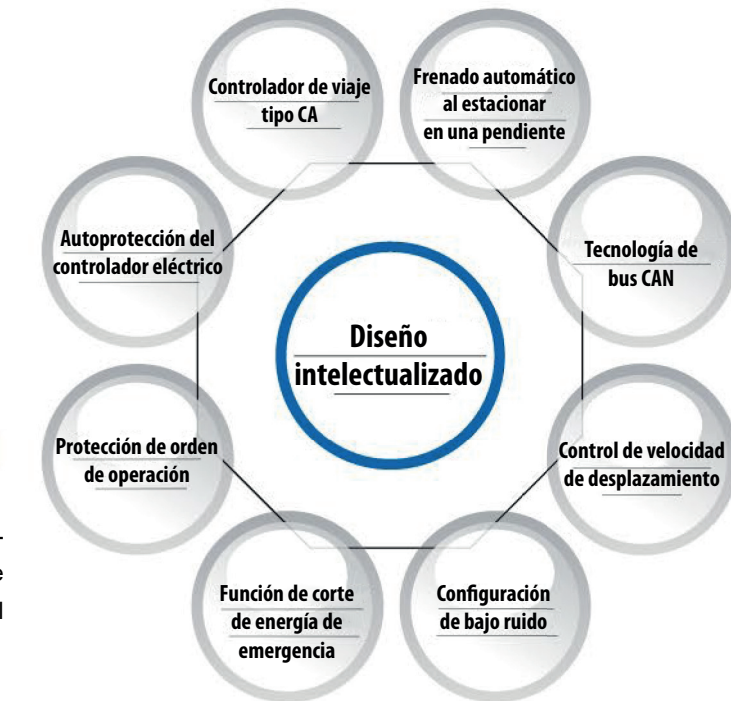 Controlador de viaje
tipo CA
Frenado automático
al estacionar
en una pendiente
Autoprotección del
controlador eléctrico
Tecnología de
bus CAN
Diseño
intelectualizado
Protección de orden
de operación
Control de velocidad
de desplazamiento
Función de corte
de energía de
emergencia
Configuración
de bajo ruido